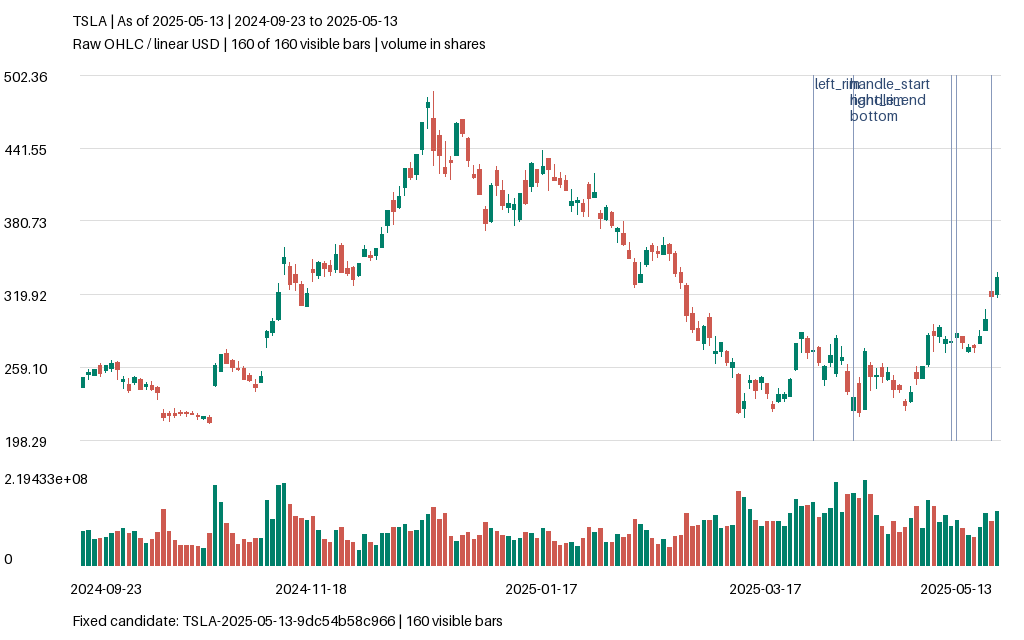 TSLA | As of 2025-05-13 | 2024-09-23 to 2025-05-13
Raw OHLC / linear USD | 160 of 160 visible bars | volume in shares
502.36
left_rim handle_start
handle_end
bottom
441.55
380.73
319.92
259.10
198.29
2.19433e+08
0
2024-09-23 2024-11-18 2025-01-17 2025-03-17 2025-05-13
Fixed candidate: TSLA-2025-05-13-9dc54b58c966 | 160 visible bars